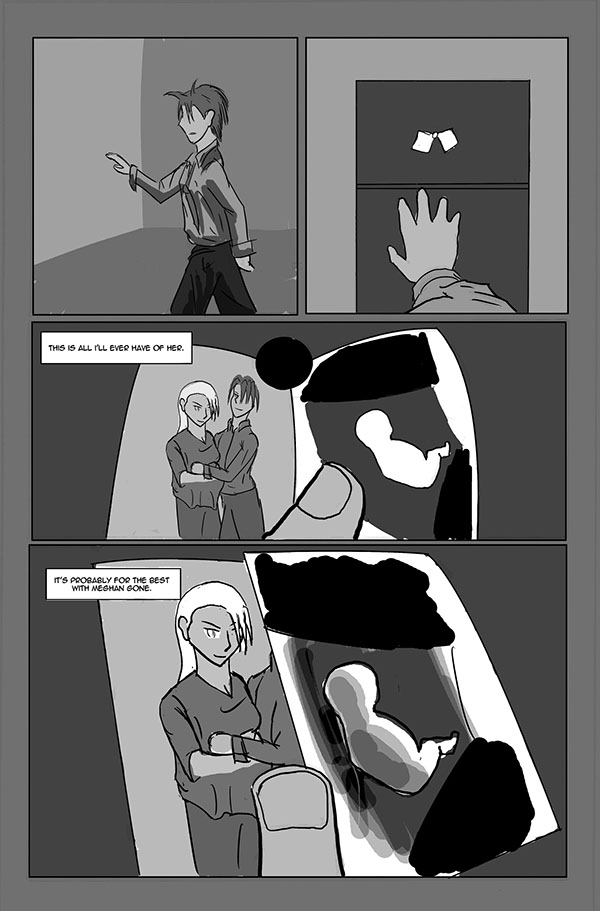 THIS IS ALL I'LL EVER HAVE OF HER.
IT'S PROBABLY FOR THE BEST
WITH MEGHAN GONE.